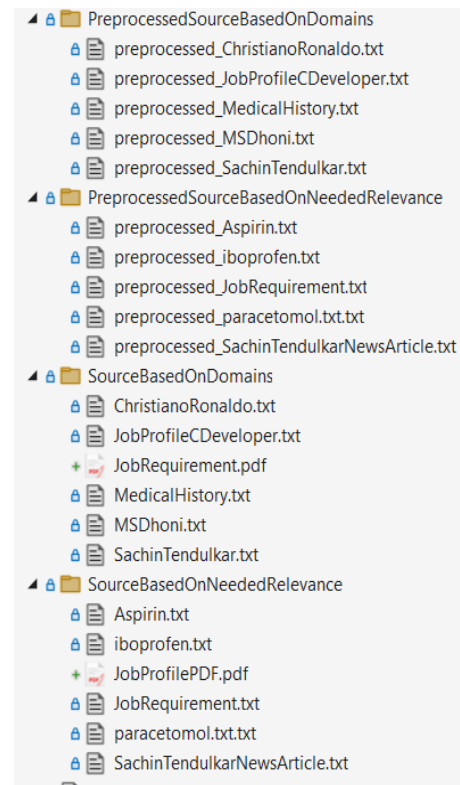 PreprocessedSourceBasedOnDomains
preprocessed_ChristianoRonaldo.txt
preprocessed_JobProfileCDeveloper.txt
preprocessed_MedicalHistory.txt
preprocessed_MSDhoni.txt
preprocessed_SachinTendulkar.txt
PreprocessedSourceBasedOnNeededRelevance
preprocessed_Aspirin.txt
preprocessed_iboprofen.txt
preprocessed_JobRequirement.txt
preprocessed_paracetomol.txt.txt
preprocessed_SachinTendulkarNewsArticle.txt
SourceBasedOnDomains
ChristianoRonaldo.txt
JobProfileCDeveloper.txt
JobRequirement.pdf
MedicalHistory.txt
MSDhoni.txt
SachinTendulkar.txt
SourceBasedOnNeededRelevance
Aspirin.txt
iboprofen.txt
JobProfilePDF.pdf
JobRequirement.txt
paracetomol.txt.txt
SachinTendulkarNewsArticle.txt